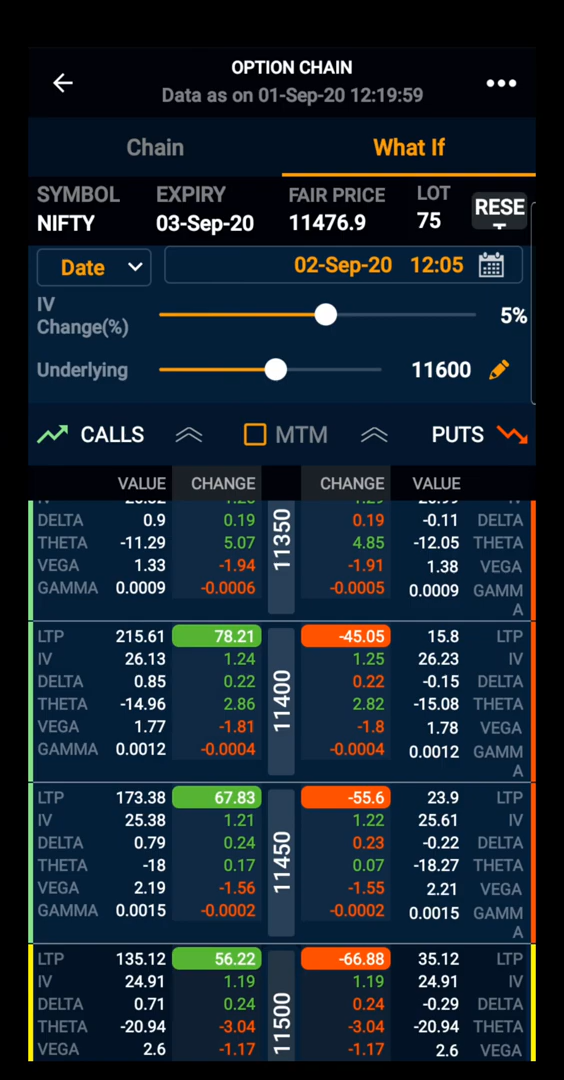 OPTION CHAIN
Data as on 01-Sep-20 12:19:59
Chain What If
SYMBOL EXPIRY FAIR PRICE LOT
NIFTY 03-Sep-20 11476.9 75 RESE
T
Date 02-Sep-20 12:05
IV
Change(%) 5%
Underlying 11600
CALLS MTM PUTS
VALUE CHANGE CHANGE VALUE
11350
DELTA 0.9 0.19 0.19 -0.11 DELTA
THETA -11.29 5.07 4.85 -12.05 THETA
VEGA 1.33 -1.94 -1.91 1.38 VEGA
GAMMA 0.0009 -0.0006 -0.0005 0.0009 GAMM
A
11400
LTP 215.61 78.21 -45.05 15.8 LTP
IV 26.13 1.24 1.25 26.23 IV
DELTA 0.85 0.22 0.22 -0.15 DELTA
THETA -14.96 2.86 2.82 -15.08 THETA
VEGA 1.77 -1.81 -1.8 1.78 VEGA
GAMMA 0.0012 -0.0004 -0.0004 0.0012 GAMM
A
11450
LTP 173.38 67.83 -55.6 23.9 LTP
IV 25.38 1.21 1.22 25.61 IV
DELTA 0.79 0.24 0.23 -0.22 DELTA
THETA -18 0.17 0.07 -18.27 THETA
VEGA 2.19 -1.56 -1.55 2.21 VEGA
GAMMA 0.0015 -0.0002 -0.0002 0.0015 GAMM
A
11500
LTP 135.12 56.22 -66.88 35.12 LTP
IV 24.91 1.19 1.19 24.91 IV
DELTA 0.71 0.24 0.24 -0.29 DELTA
THETA -20.94 -3.04 -3.04 -20.94 THETA
VEGA 2.6 -1.17 -1.17 2.6 VEGA